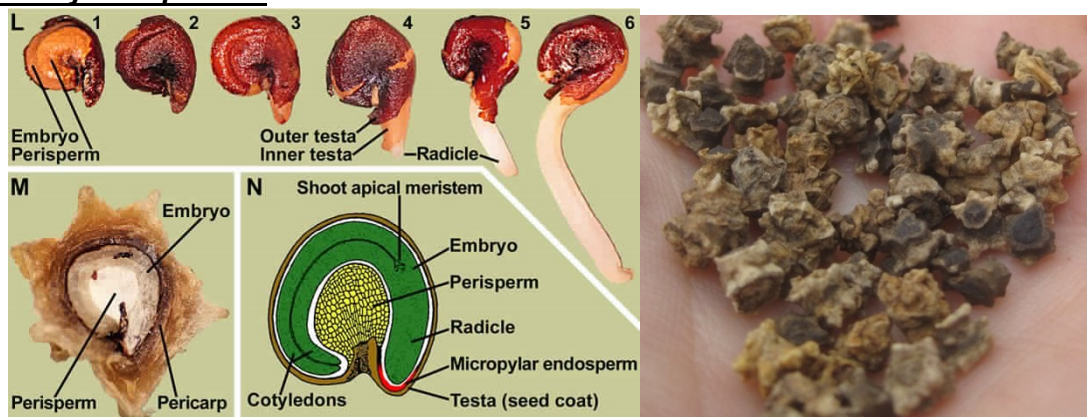 L 1 2 3 4 5 6
Embryo
Perisperm
Outer testa
Inner testa
Radicle
M
Embryo
Perisperm
Pericarp
N
Shoot apical meristem
Embryo
Perisperm
Radicle
Micropylar endosperm
Cotyledons
Testa (seed coat)